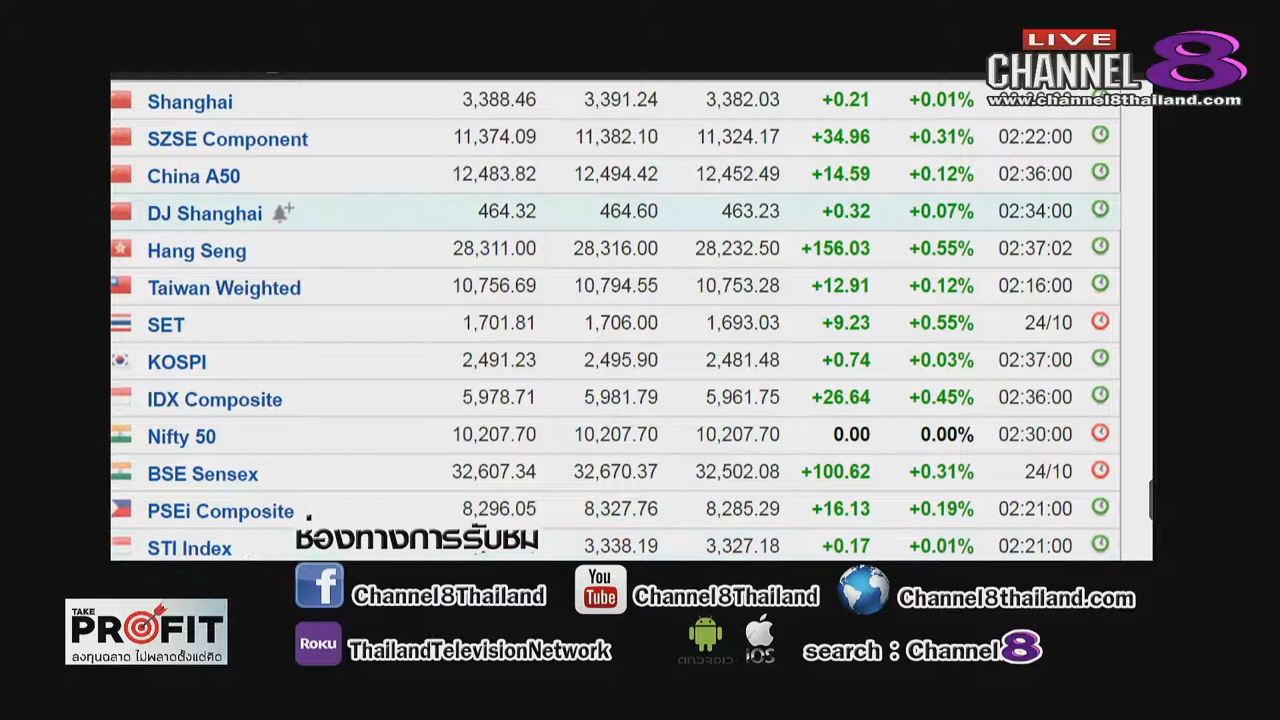 LIVE
CHANNEL 8
www.channel8thailand.com
Shanghai 3,388.46 3,391.24 3,382.03 +0.21 +0.01%
SZSE Component 11,374.09 11,382.10 11,324.17 +34.96 +0.31% 02:22:00
China A50 12,483.82 12,494.42 12,452.49 +14.59 +0.12% 02:36:00
DJ Shanghai 464.32 464.60 463.23 +0.32 +0.07% 02:34:00
Hang Seng 28,311.00 28,316.00 28,232.50 +156.03 +0.55% 02:37:02
Taiwan Weighted 10,756.69 10,794.55 10,753.28 +12.91 +0.12% 02:16:00
SET 1,701.81 1,706.00 1,693.03 +9.23 +0.55% 24/10
KOSPI 2,491.23 2,495.90 2,481.48 +0.74 +0.03% 02:37:00
IDX Composite 5,978.71 5,981.79 5,961.75 +26.64 +0.45% 02:36:00
Nifty 50 10,207.70 10,207.70 10,207.70 0.00 0.00% 02:30:00
BSE Sensex 32,607.34 32,670.37 32,502.08 +100.62 +0.31% 24/10
PSEi Composite 8,296.05 8,327.76 8,285.29 +16.13 +0.19% 02:21:00
STI Index 3,338.19 3,327.18 +0.17 +0.01% 02:21:00
ช่องทางการรับชม
f Channel8Thailand You Tube Channel8Thailand Channel8thailand.com
TAKE
PROFIT
ลงทุนฉลาด ไม่พลาดตั้งแต่คิด
ROKU ThailandTelevisionNetwork ANDROID iOS search : Channel 8